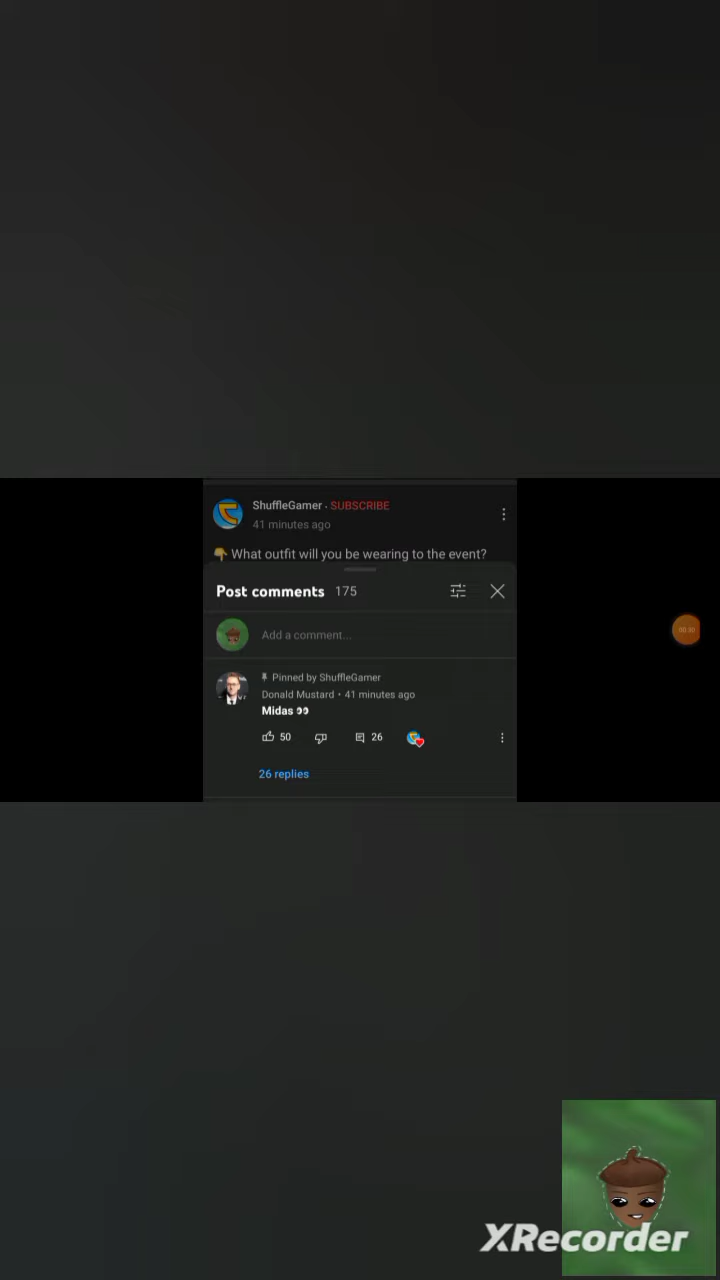 ShuffleGamer · SUBSCRIBE
41 minutes ago
👇 What outfit will you be wearing to the event?
Post comments 175
Add a comment...
Pinned by ShuffleGamer
Donald Mustard • 41 minutes ago
Midas 👀
50 26
26 replies
XRecorder